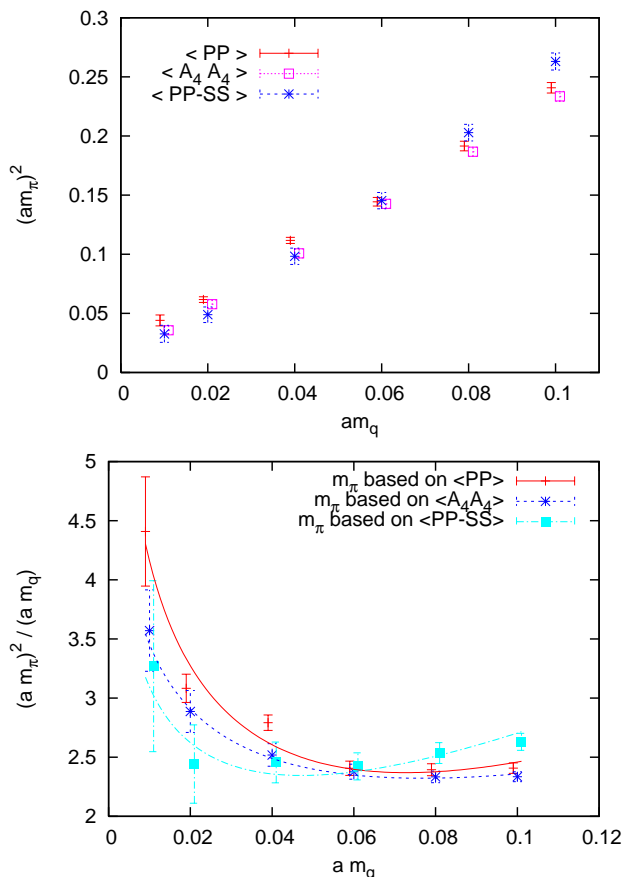 0.3
0.25
0.2
0.15
0.1
0.05
0
(am_π)^2
< PP >
< A_4 A_4 >
< PP-SS >
0 0.02 0.04 0.06 0.08 0.1
am_q
5
4.5
4
3.5
3
2.5
2
(a m_π)^2 / (a m_q)
m_π based on <PP>
m_π based on <A_4A_4>
m_π based on <PP-SS>
0 0.02 0.04 0.06 0.08 0.1 0.12
a m_q